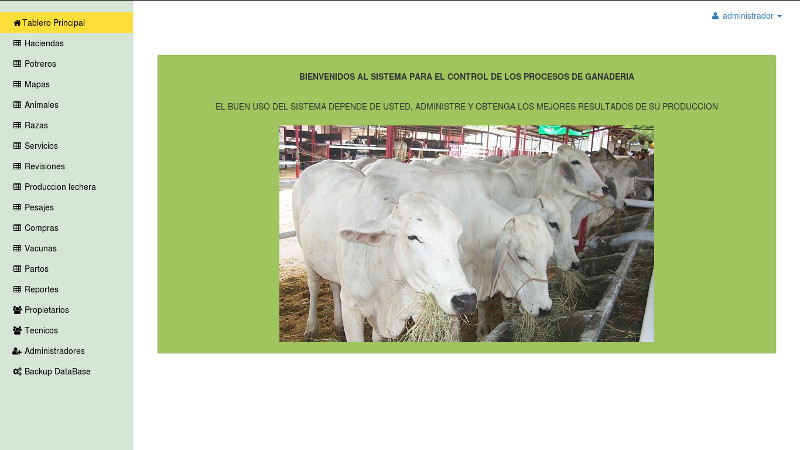 Tablero Principal
Haciendas
Potreros
Mapas
Animales
Razas
Servicios
Revisiones
Produccion lechera
Pesajes
Compras
Vacunas
Partos
Reportes
Propietarios
Tecnicos
Administradores
Backup DataBase
administrador
BIENVENIDOS AL SISTEMA PARA EL CONTROL DE LOS PROCESOS DE GANADERIA
EL BUEN USO DEL SISTEMA DEPENDE DE USTED, ADMINISTRE Y OBTENGA LOS MEJORES RESULTADOS DE SU PRODUCCION